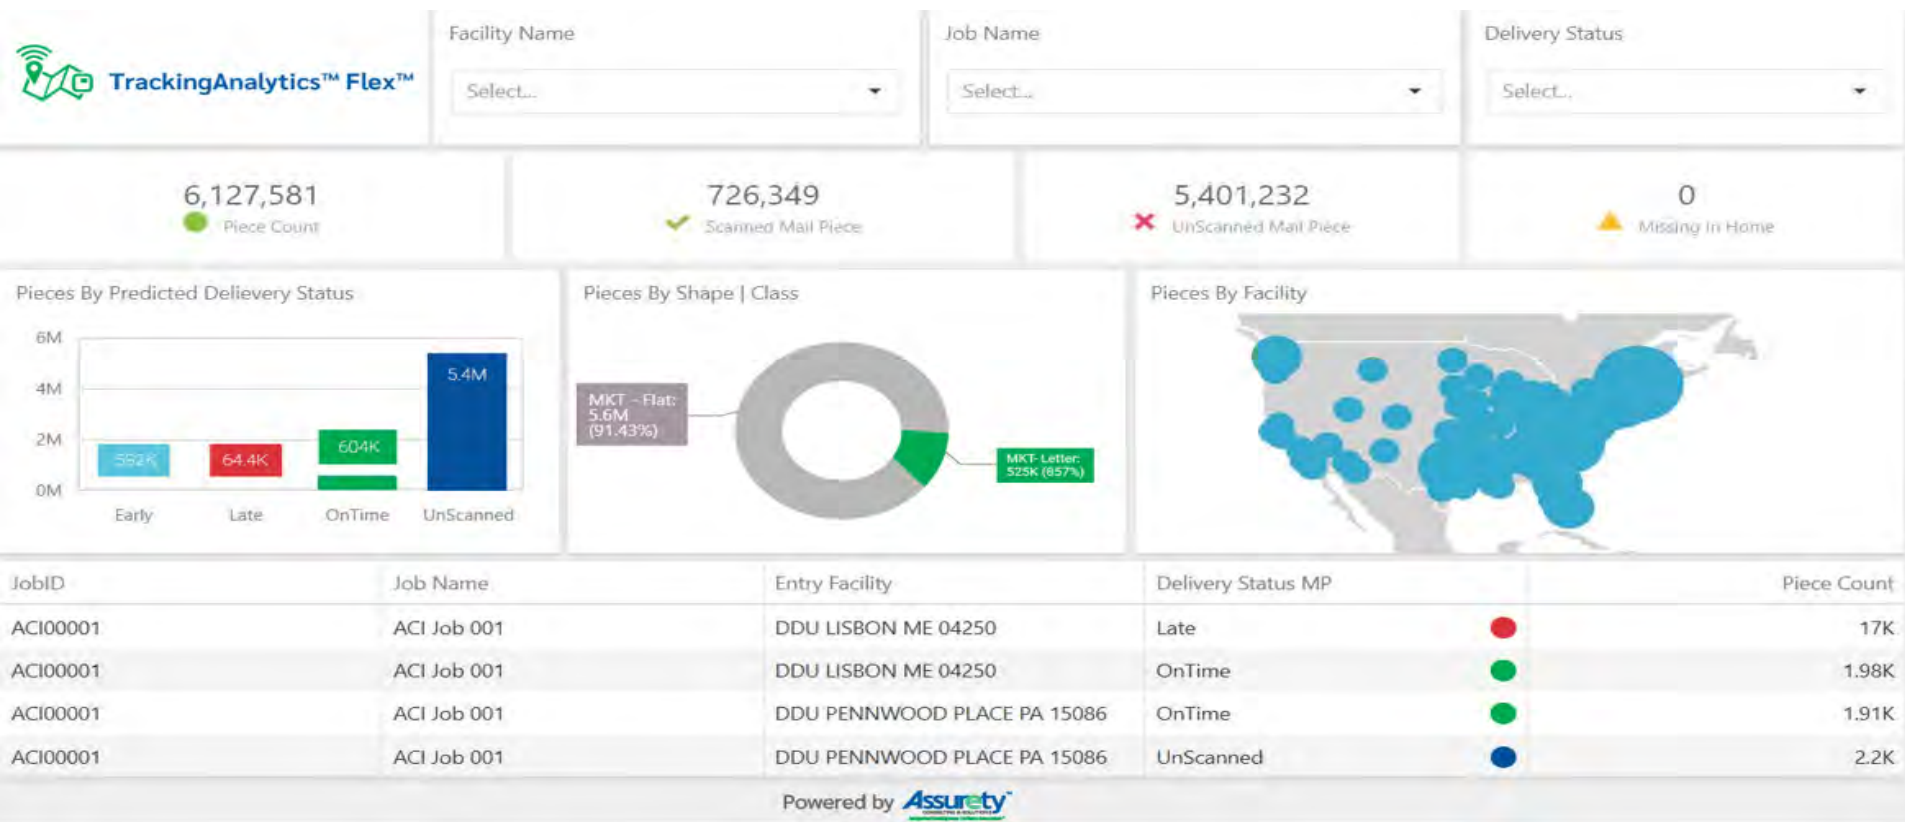 TrackingAnalytics™ Flex™
Facility Name
Select...
Job Name
Select...
Delivery Status
Select...
6,127,581
Piece Count
726,349
Scanned Mail Piece
5,401,232
UnScanned Mail Piece
0
Missing In Home
Pieces By Predicted Delievery Status
6M
4M
2M
0M
592K
64.4K
604K
5.4M
Early
Late
OnTime
UnScanned
Pieces By Shape | Class
MKT - Flat:
5.6M
(91.43%)
MKT- Letter:
525K (857%)
Pieces By Facility
JobID Job Name Entry Facility Delivery Status MP Piece Count
ACI00001 ACI Job 001 DDU LISBON ME 04250 Late 17K
ACI00001 ACI Job 001 DDU LISBON ME 04250 OnTime 1.98K
ACI00001 ACI Job 001 DDU PENNWOOD PLACE PA 15086 OnTime 1.91K
ACI00001 ACI Job 001 DDU PENNWOOD PLACE PA 15086 UnScanned 2.2K
Powered by Assurety™